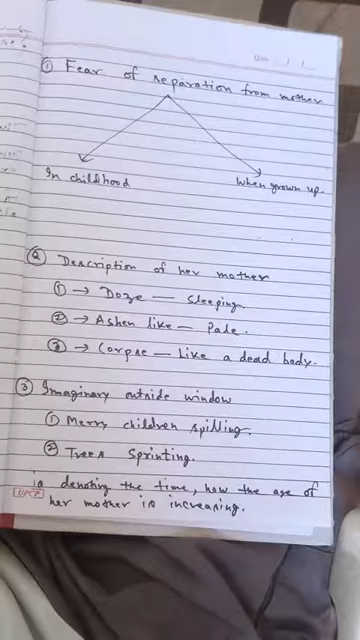 ① Fear of separation from mother
In childhood
When grown up.
② Description of her mother
① → Doze — Sleeping.
② → Ashen like — Pale.
③ → Corpse — Like a dead body.
③ Imaginary outside window
① Merry children spilling.
② Trees Sprinting.
is denoting the time, how the age of
her mother is increasing.
UPCP